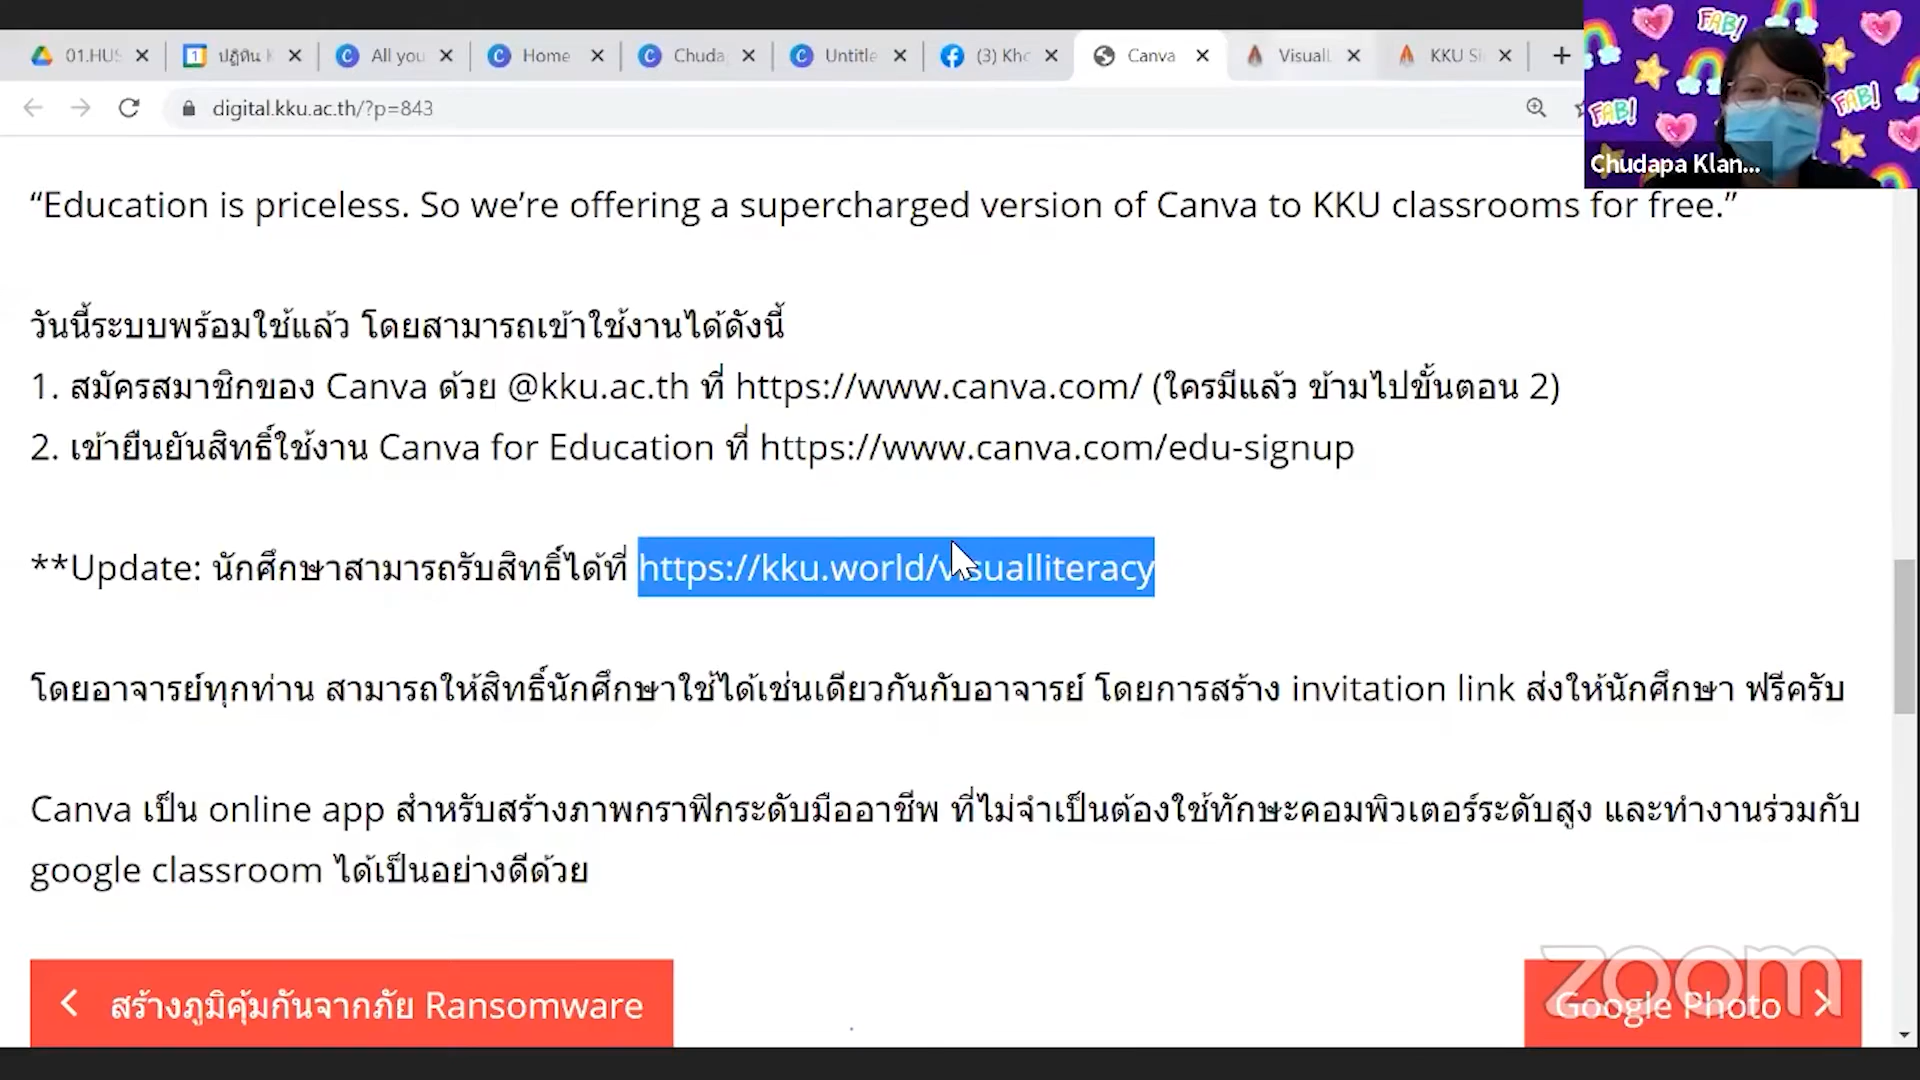 01.HUS
ปฏิทิน K
All you
Home
Chuda
Untitle
(3) Kho
Canva
Visuall
KKU Si
digital.kku.ac.th/?p=843
FAB!
FAB!
FAB!
Chudapa Klan...
“Education is priceless. So we’re offering a supercharged version of Canva to KKU classrooms for free.”
วันนี้ระบบพร้อมใช้แล้ว โดยสามารถเข้าใช้งานได้ดังนี้
1. สมัครสมาชิกของ Canva ด้วย @kku.ac.th ที่ https://www.canva.com/ (ใครมีแล้ว ข้ามไปขั้นตอน 2)
2. เข้ายืนยันสิทธิ์ใช้งาน Canva for Education ที่ https://www.canva.com/edu-signup
**Update: นักศึกษาสามารถรับสิทธิ์ได้ที่ https://kku.world/visualliteracy
โดยอาจารย์ทุกท่าน สามารถให้สิทธิ์นักศึกษาใช้ได้เช่นเดียวกันกับอาจารย์ โดยการสร้าง invitation link ส่งให้นักศึกษา ฟรีครับ
Canva เป็น online app สำหรับสร้างภาพกราฟิกระดับมืออาชีพ ที่ไม่จำเป็นต้องใช้ทักษะคอมพิวเตอร์ระดับสูง และทำงานร่วมกับ
google classroom ได้เป็นอย่างดีด้วย
สร้างภูมิคุ้มกันจากภัย Ransomware
Google Photo
zoom